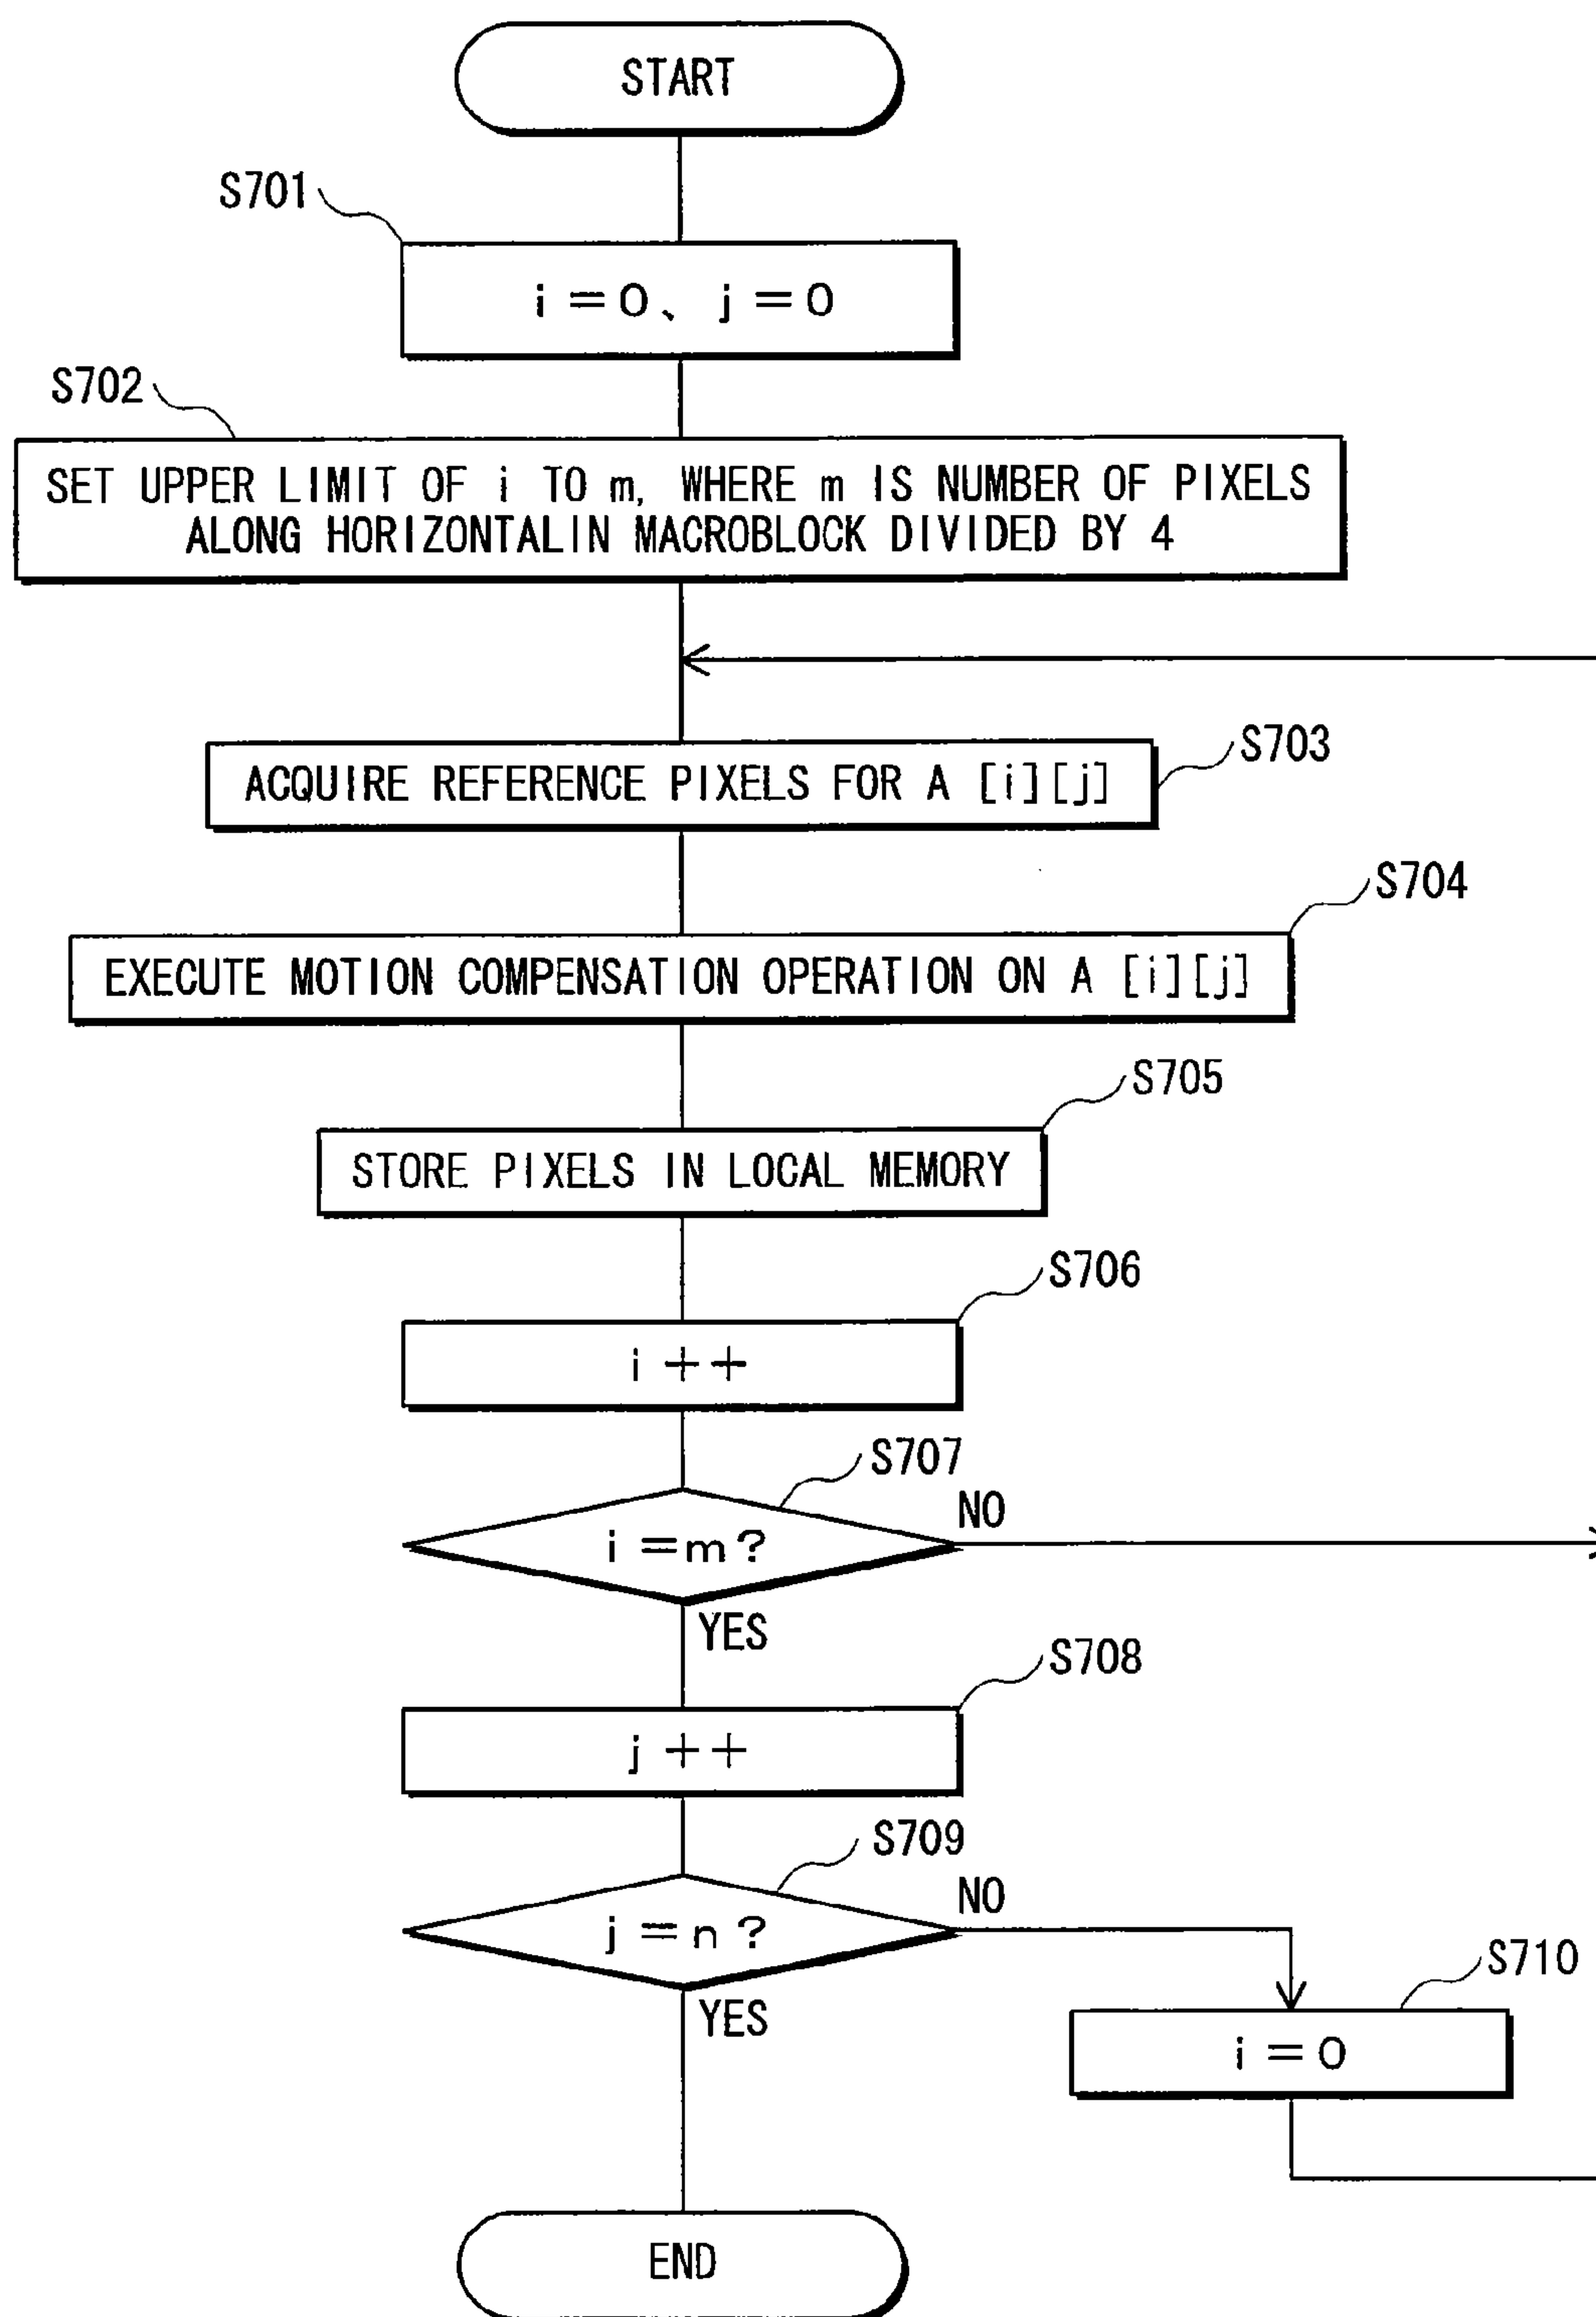 START
S701
i=0、j=0
S702
SET UPPER LIMIT OF i TO m, WHERE m IS NUMBER OF PIXELS
ALONG HORIZONTALIN MACROBLOCK DIVIDED BY 4
S703
ACQUIRE REFERENCE PIXELS FOR A [i][j]
S704
EXECUTE MOTION COMPENSATION OPERATION ON A [i][j]
S705
STORE PIXELS IN LOCAL MEMORY
S706
i++
S707
i=m?
NO
YES
S708
j++
S709
j=n?
NO
YES
S710
i=0
END